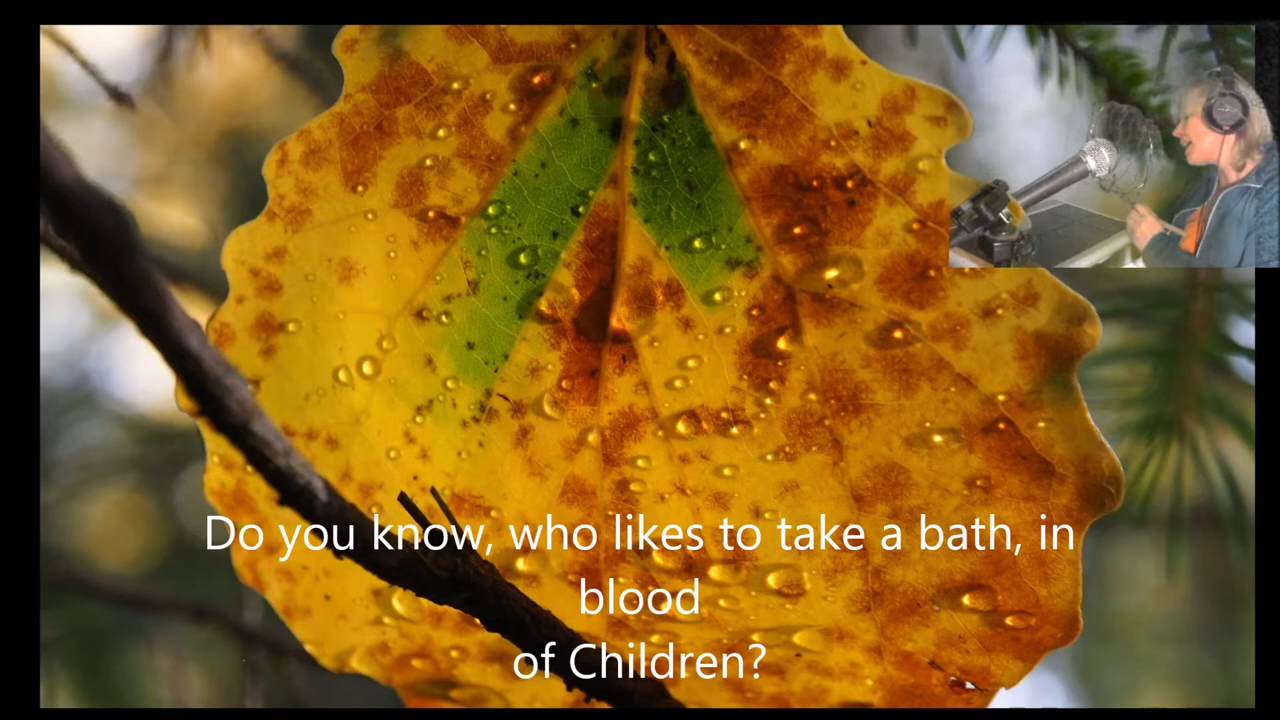 Do you know, who likes to take a bath, in
blood
of Children?